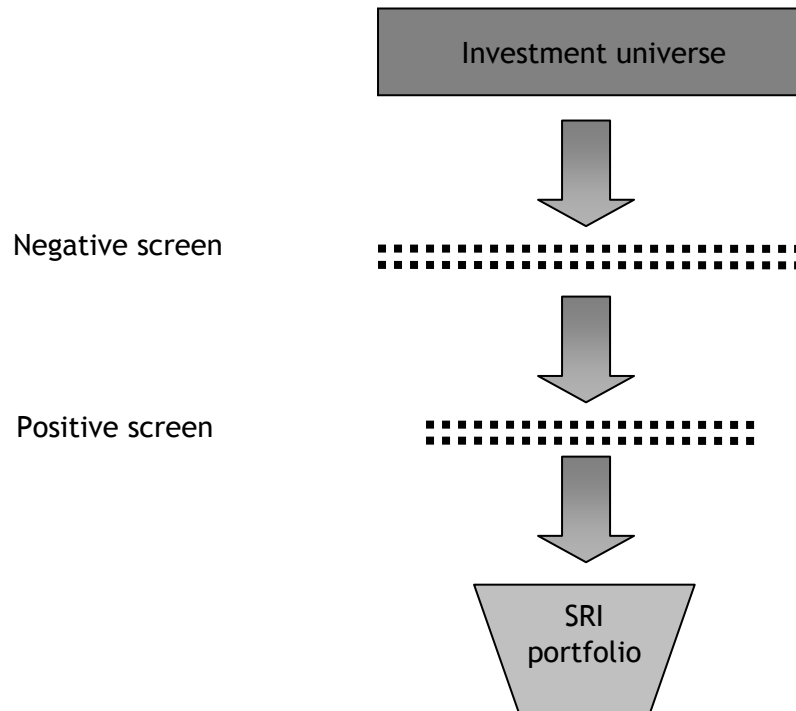 Investment universe
Negative screen
Positive screen
SRI
portfolio